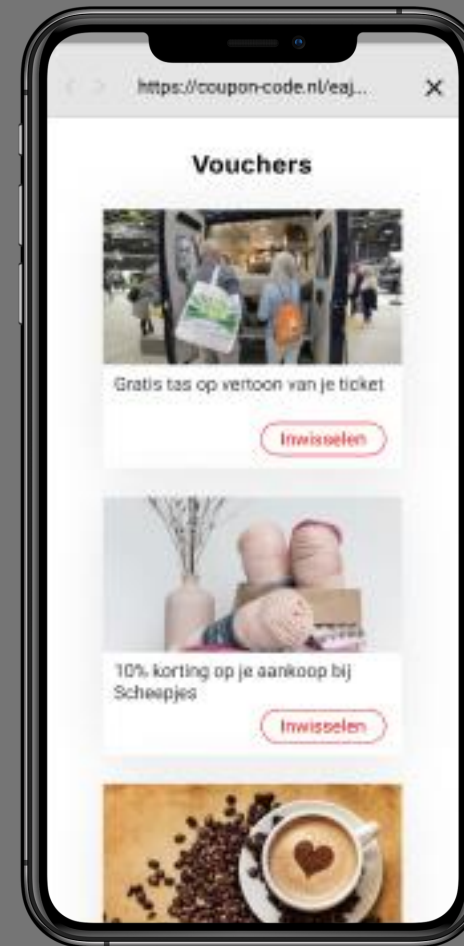 https://coupon-code.nl/eaj...
Vouchers
Gratis tas op vertoon van je ticket
Inwisselen
10% korting op je aankoop bij
Scheepjes
Inwisselen